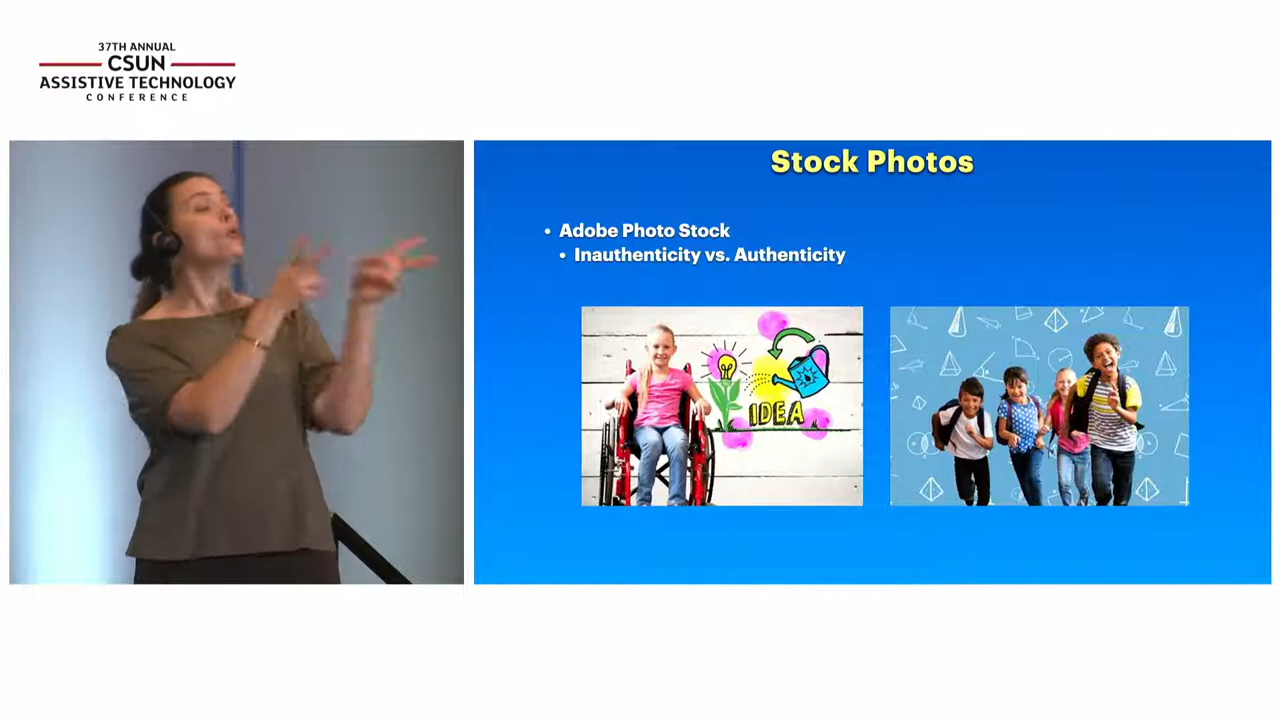 37TH ANNUAL
CSUN
ASSISTIVE TECHNOLOGY
CONFERENCE
Stock Photos
• Adobe Photo Stock
• Inauthenticity vs. Authenticity
IDEA